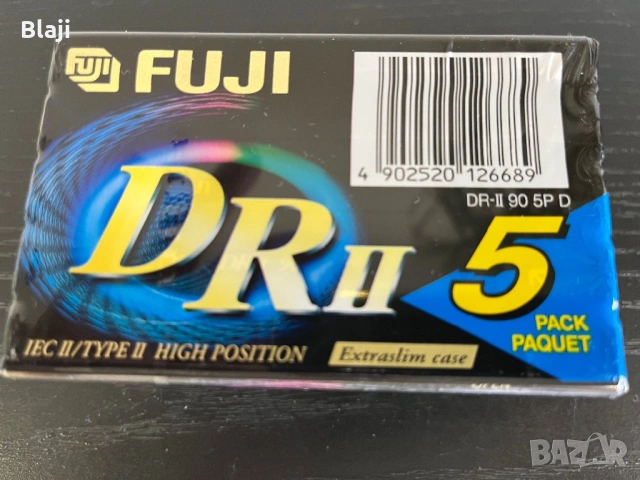 Blaji
FUJI FUJI
4 902520 126689
DR-II 90 5P D
DR II
5
PACK
PAQUET
IEC II/TYPE II HIGH POSITION
Extraslim case
BAZAR